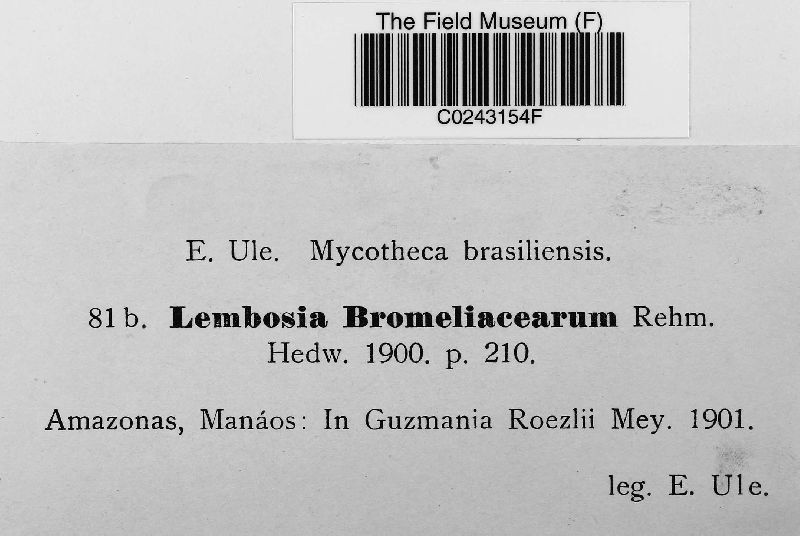 The Field Museum (F)
C0243154F
E. Ule. Mycotheca brasiliensis.
81 b. Lembosia Bromeliacearum Rehm.
Hedw. 1900. p. 210.
Amazonas, Manáos: In Guzmania Roezlii Mey. 1901.
leg. E. Ule.